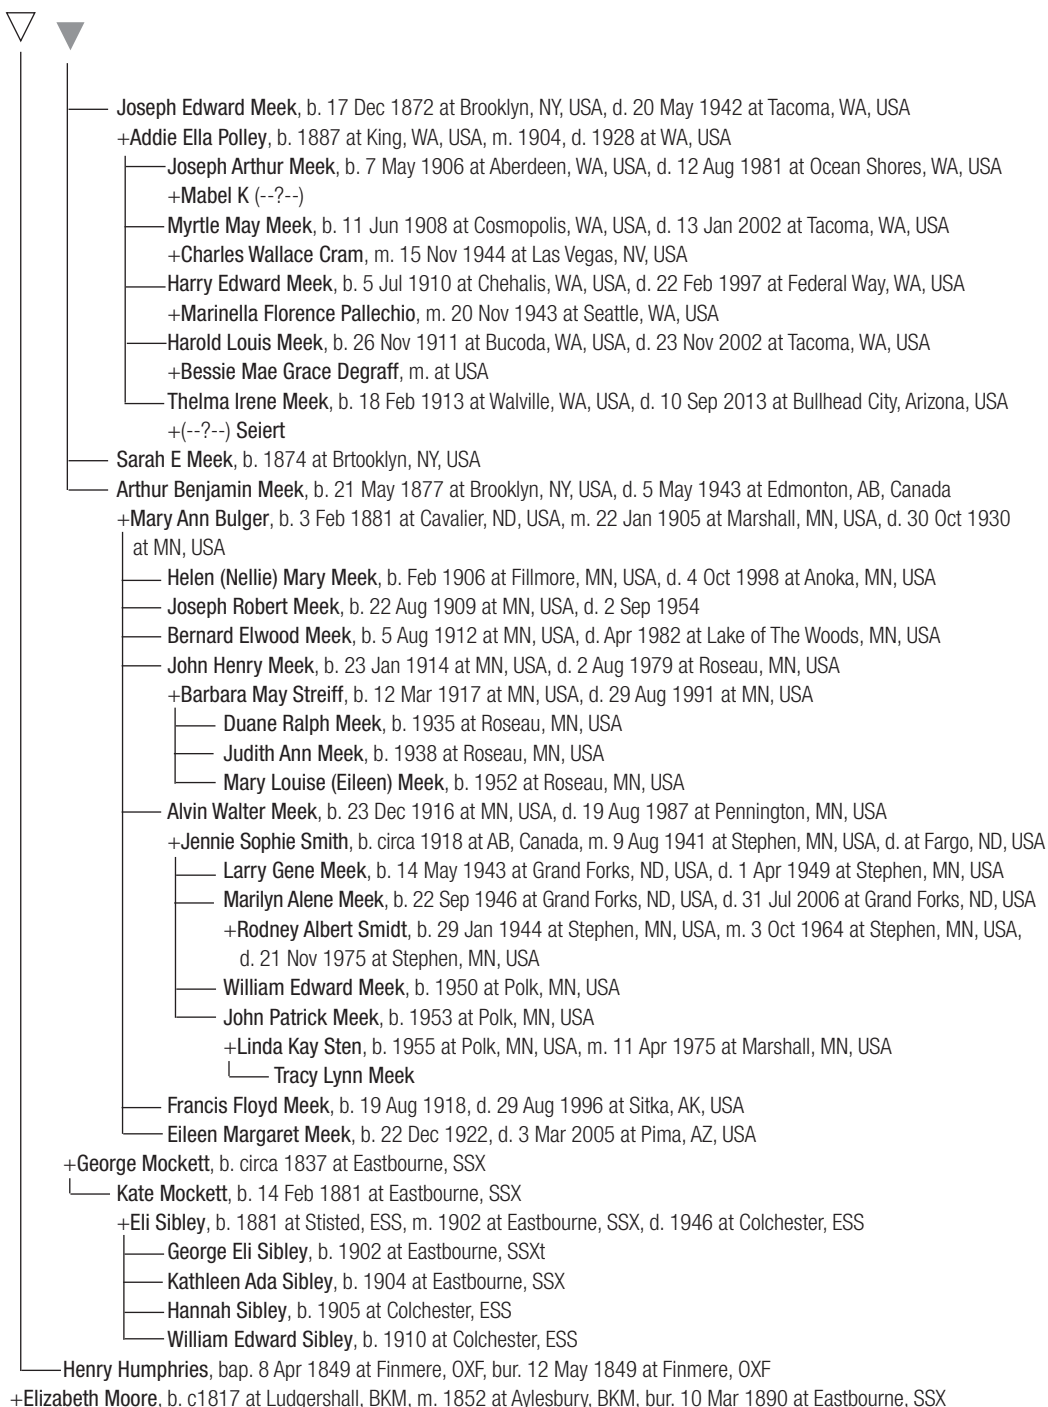 Joseph Edward Meek, b. 17 Dec 1872 at Brooklyn, NY, USA, d. 20 May 1942 at Tacoma, WA, USA
+Addie Ella Polley, b. 1887 at King, WA, USA, m. 1904, d. 1928 at WA, USA
Joseph Arthur Meek, b. 7 May 1906 at Aberdeen, WA, USA, d. 12 Aug 1981 at Ocean Shores, WA, USA
+Mabel K (--?--)
Myrtle May Meek, b. 11 Jun 1908 at Cosmopolis, WA, USA, d. 13 Jan 2002 at Tacoma, WA, USA
+Charles Wallace Cram, m. 15 Nov 1944 at Las Vegas, NV, USA
Harry Edward Meek, b. 5 Jul 1910 at Chehalis, WA, USA, d. 22 Feb 1997 at Federal Way, WA, USA
+Marinella Florence Pallechio, m. 20 Nov 1943 at Seattle, WA, USA
Harold Louis Meek, b. 26 Nov 1911 at Bucoda, WA, USA, d. 23 Nov 2002 at Tacoma, WA, USA
+Bessie Mae Grace Degraff, m. at USA
Thelma Irene Meek, b. 18 Feb 1913 at Walville, WA, USA, d. 10 Sep 2013 at Bullhead City, Arizona, USA
+(--?--) Seiert
Sarah E Meek, b. 1874 at Brtooklyn, NY, USA
Arthur Benjamin Meek, b. 21 May 1877 at Brooklyn, NY, USA, d. 5 May 1943 at Edmonton, AB, Canada
+Mary Ann Bulger, b. 3 Feb 1881 at Cavalier, ND, USA, m. 22 Jan 1905 at Marshall, MN, USA, d. 30 Oct 1930
at MN, USA
Helen (Nellie) Mary Meek, b. Feb 1906 at Fillmore, MN, USA, d. 4 Oct 1998 at Anoka, MN, USA
Joseph Robert Meek, b. 22 Aug 1909 at MN, USA, d. 2 Sep 1954
Bernard Elwood Meek, b. 5 Aug 1912 at MN, USA, d. Apr 1982 at Lake of The Woods, MN, USA
John Henry Meek, b. 23 Jan 1914 at MN, USA, d. 2 Aug 1979 at Roseau, MN, USA
+Barbara May Streiff, b. 12 Mar 1917 at MN, USA, d. 29 Aug 1991 at MN, USA
Duane Ralph Meek, b. 1935 at Roseau, MN, USA
Judith Ann Meek, b. 1938 at Roseau, MN, USA
Mary Louise (Eileen) Meek, b. 1952 at Roseau, MN, USA
Alvin Walter Meek, b. 23 Dec 1916 at MN, USA, d. 19 Aug 1987 at Pennington, MN, USA
+Jennie Sophie Smith, b. circa 1918 at AB, Canada, m. 9 Aug 1941 at Stephen, MN, USA, d. at Fargo, ND, USA
Larry Gene Meek, b. 14 May 1943 at Grand Forks, ND, USA, d. 1 Apr 1949 at Stephen, MN, USA
Marilyn Alene Meek, b. 22 Sep 1946 at Grand Forks, ND, USA, d. 31 Jul 2006 at Grand Forks, ND, USA
+Rodney Albert Smidt, b. 29 Jan 1944 at Stephen, MN, USA, m. 3 Oct 1964 at Stephen, MN, USA,
d. 21 Nov 1975 at Stephen, MN, USA
William Edward Meek, b. 1950 at Polk, MN, USA
John Patrick Meek, b. 1953 at Polk, MN, USA
+Linda Kay Sten, b. 1955 at Polk, MN, USA, m. 11 Apr 1975 at Marshall, MN, USA
Tracy Lynn Meek
Francis Floyd Meek, b. 19 Aug 1918, d. 29 Aug 1996 at Sitka, AK, USA
Eileen Margaret Meek, b. 22 Dec 1922, d. 3 Mar 2005 at Pima, AZ, USA
+George Mockett, b. circa 1837 at Eastbourne, SSX
Kate Mockett, b. 14 Feb 1881 at Eastbourne, SSX
+Eli Sibley, b. 1881 at Stisted, ESS, m. 1902 at Eastbourne, SSX, d. 1946 at Colchester, ESS
George Eli Sibley, b. 1902 at Eastbourne, SSXt
Kathleen Ada Sibley, b. 1904 at Eastbourne, SSX
Hannah Sibley, b. 1905 at Colchester, ESS
William Edward Sibley, b. 1910 at Colchester, ESS
Henry Humphries, bap. 8 Apr 1849 at Finmere, OXF, bur. 12 May 1849 at Finmere, OXF
+Elizabeth Moore, b. c1817 at Ludgershall, BKM, m. 1852 at Aylesbury, BKM, bur. 10 Mar 1890 at Eastbourne, SSX